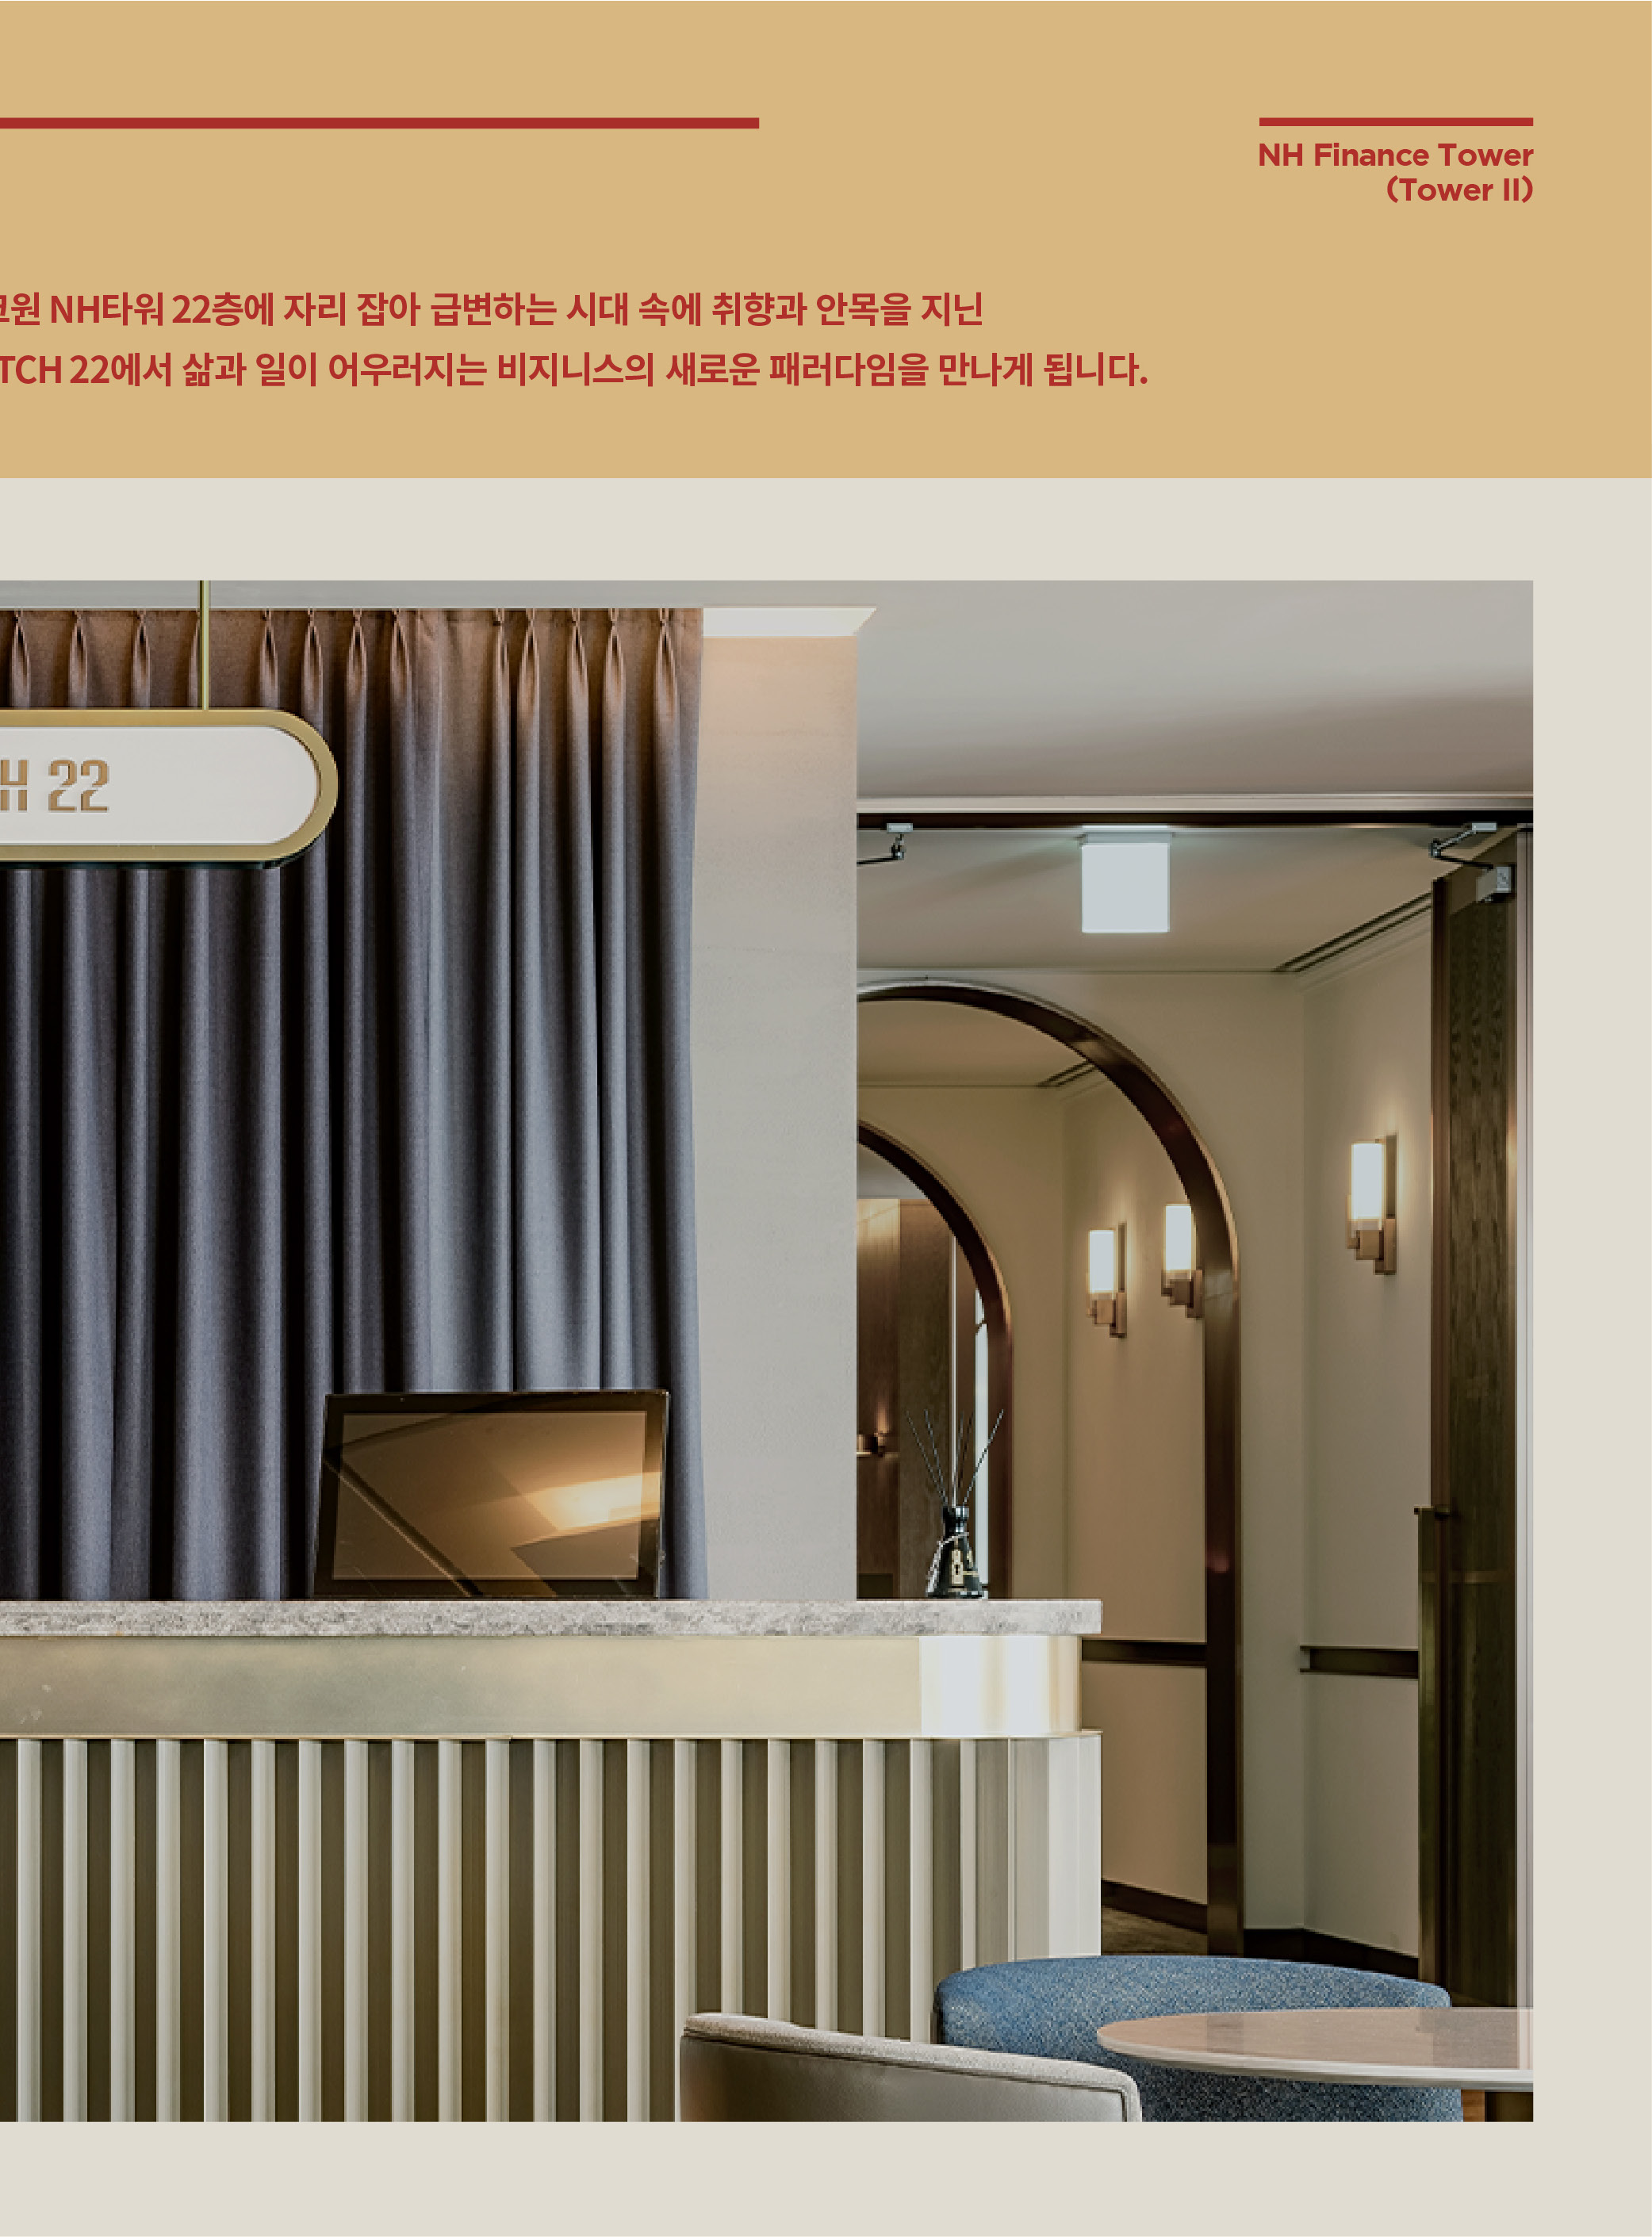 NH Finance Tower
(Tower II)
원 NH타워 22층에 자리 잡아 급변하는 시대 속에 취향과 안목을 지닌
TCH 22에서 삶과 일이 어우러지는 비지니스의 새로운 패러다임을 만나게 됩니다.
H 22